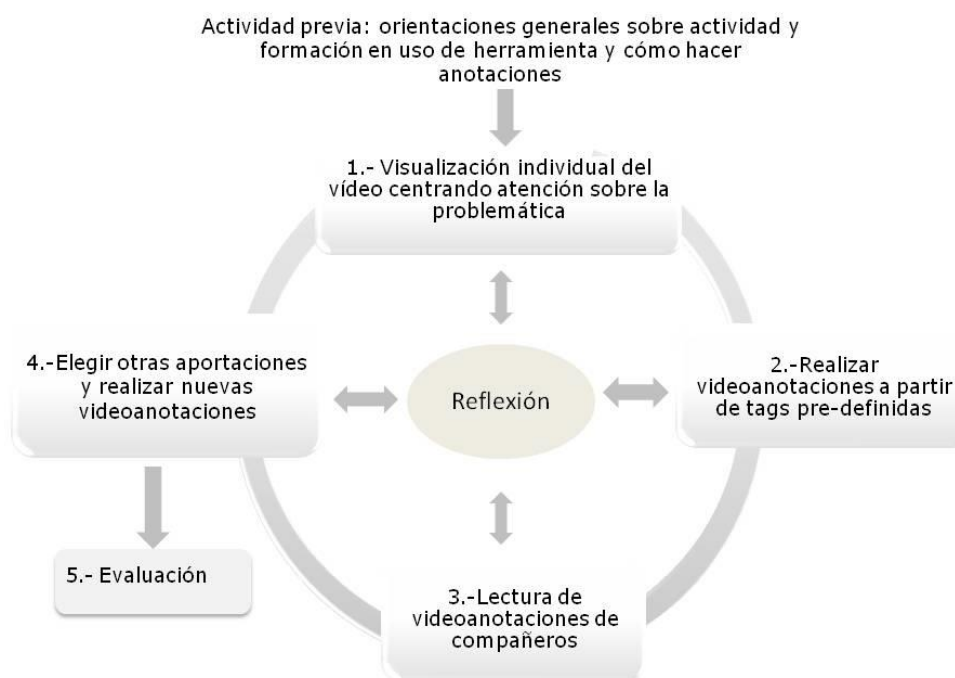 Actividad previa: orientaciones generales sobre actividad y
formación en uso de herramienta y cómo hacer
anotaciones
1.- Visualización individual del
vídeo centrando atención sobre la
problemática
4.-Elegir otras aportaciones
y realizar nuevas
videoanotaciones
Reflexión
2.-Realizar
videoanotaciones a partir
de tags pre-definidas
5.- Evaluación
3.-Lectura de
videoanotaciones de
compañeros